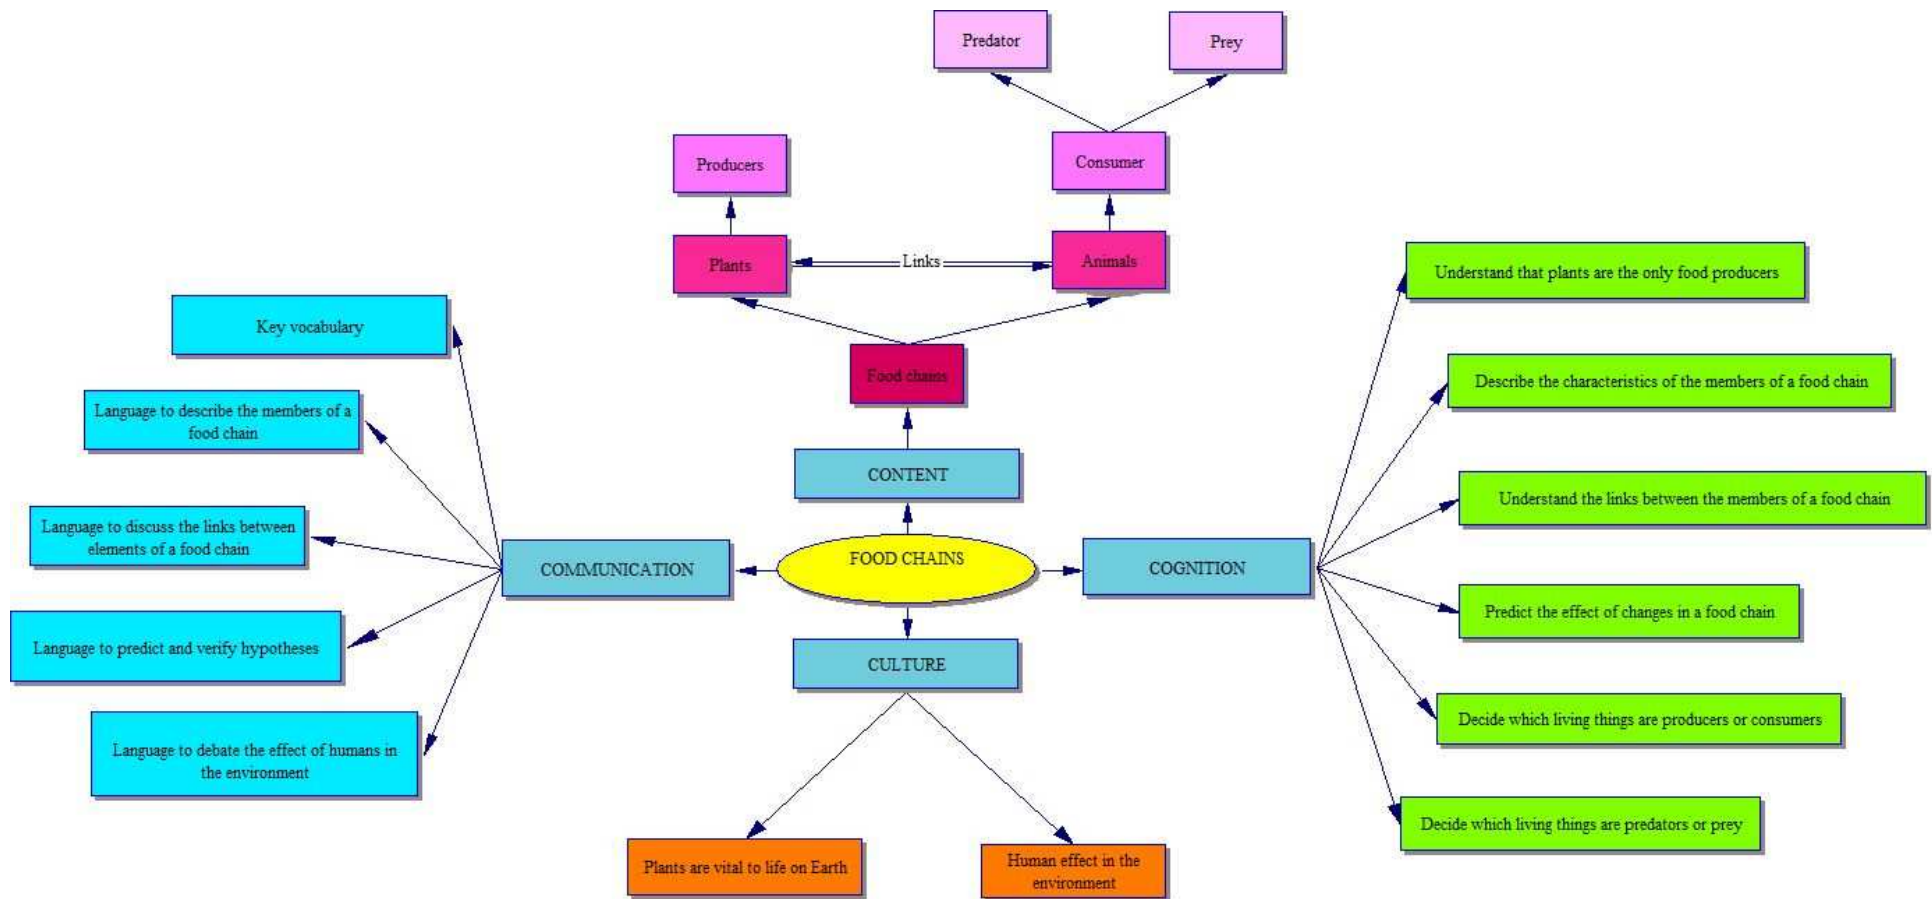 Predator
Prey
Producers
Consumer
Plants
Links
Animals
Food chains
CONTENT
FOOD CHAINS
COMMUNICATION
COGNITION
CULTURE
Key vocabulary
Language to describe the members of a
food chain
Language to discuss the links between
elements of a food chain
Language to predict and verify hypotheses
Language to debate the effect of humans in
the environment
Understand that plants are the only food producers
Describe the characteristics of the members of a food chain
Understand the links between the members of a food chain
Predict the effect of changes in a food chain
Decide which living things are producers or consumers
Decide which living things are predators or prey
Plants are vital to life on Earth
Human effect in the
environment